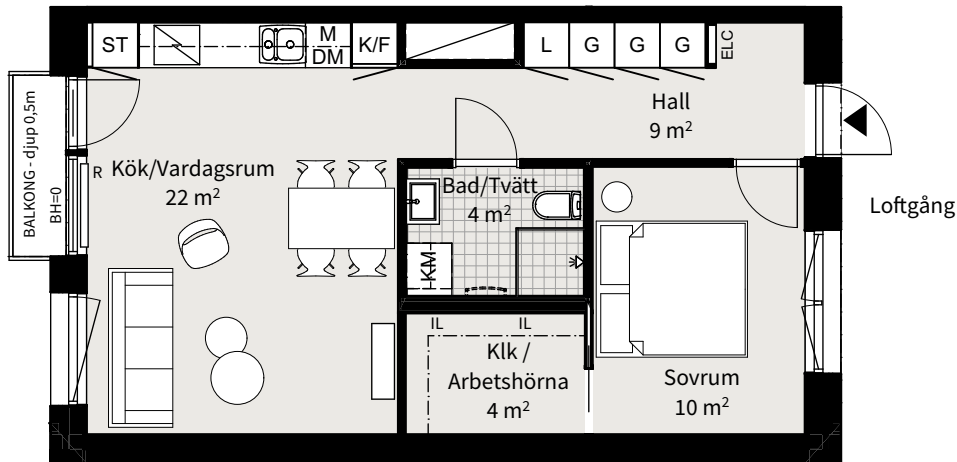 ST
M
DM
K/F
L
G
G
G
ELC
Hall
9 m²
BALKONG - djup 0,5m
BH=0
R
Kök/Vardagsrum
22 m²
Bad/Tvätt
4 m²
KM
Loftgång
IL
IL
Klk /
Arbetshörna
4 m²
Sovrum
10 m²